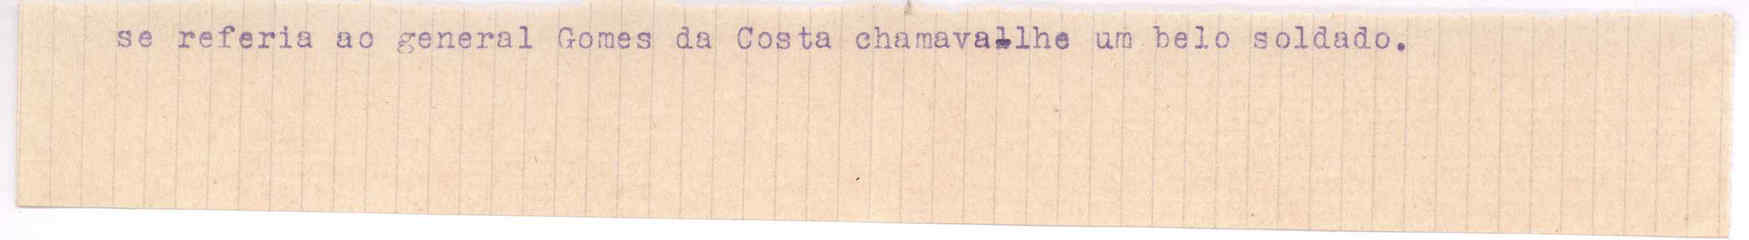 se referia ao general Gomes da Costa chamava-lhe um belo soldado.